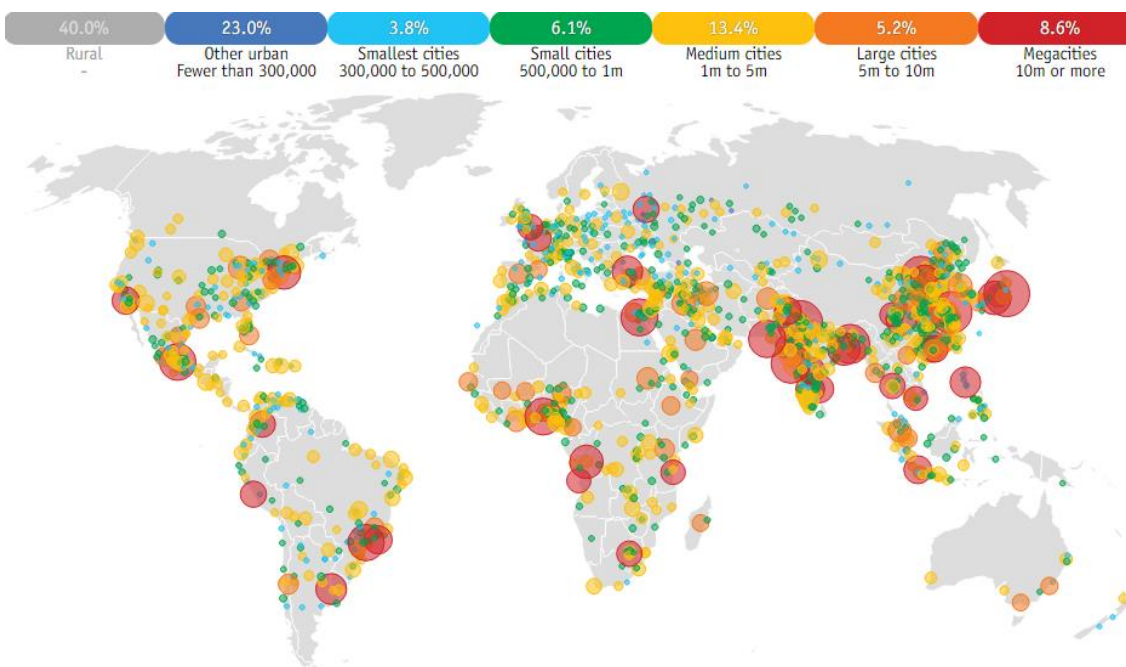 40.0% 23.0% 3.8% 6.1% 13.4% 5.2% 8.6%
Rural Other urban Smallest cities Small cities Medium cities Large cities Megacities
- Fewer than 300,000 300,000 to 500,000 500,000 to 1m 1m to 5m 5m to 10m 10m or more